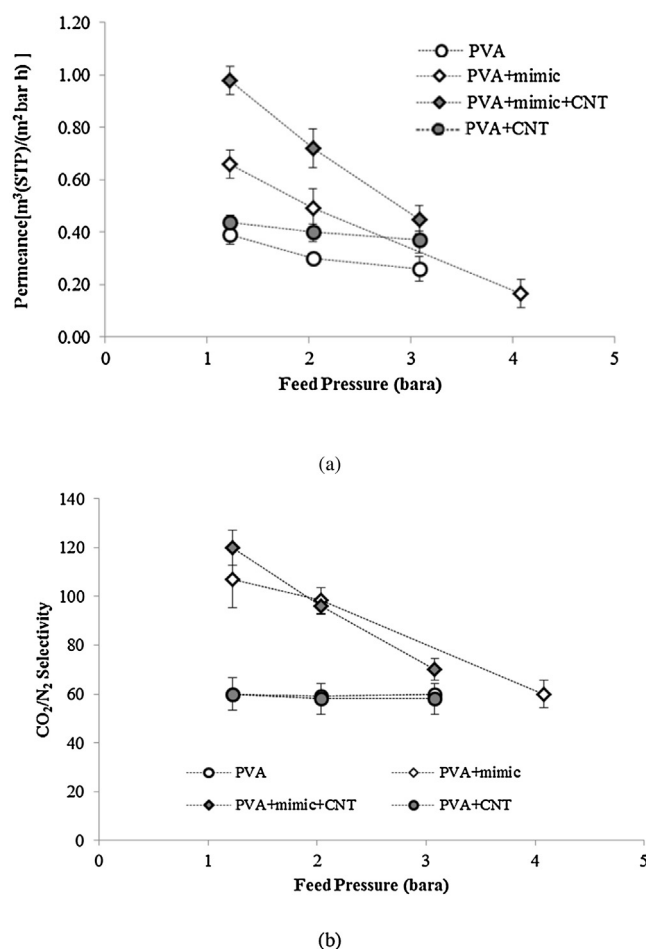 (a)
1.20
1.00
0.80
0.60
0.40
0.20
0.00
Permeance[m³(STP)/(m² bar h) ]
PVA
PVA+mimic
PVA+mimic+CNT
PVA+CNT
0 1 2 3 4 5
Feed Pressure (bara)
(a)
140
120
100
80
60
40
20
0
CO₂/N₂ Selectivity
PVA PVA+mimic
PVA+mimic+CNT PVA+CNT
0 1 2 3 4 5
Feed Pressure (bara)
(b)